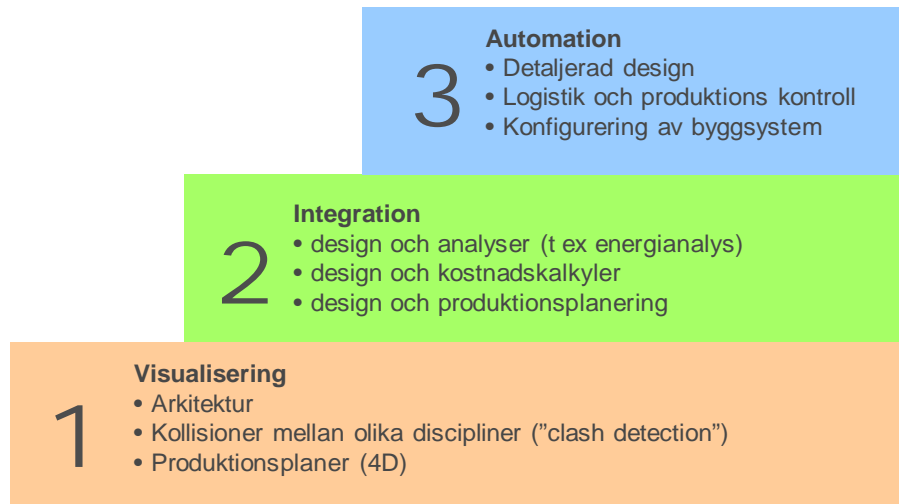 3
Automation
• Detaljerad design
• Logistik och produktions kontroll
• Konfigurering av byggsystem
2
Integration
• design och analyser (t ex energianalys)
• design och kostnadskalkyler
• design och produktionsplanering
1
Visualisering
• Arkitektur
• Kollisioner mellan olika discipliner (”clash detection”)
• Produktionsplaner (4D)